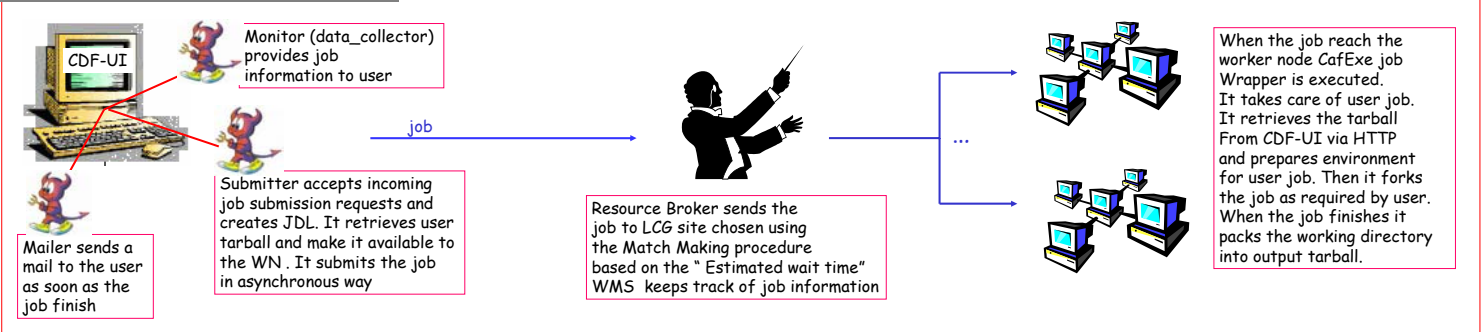 CDF-UI
Monitor (data_collector)
provides job
information to user
Submitter accepts incoming
job submission requests and
creates JDL. It retrieves user
tarball and make it available to
the WN . It submits the job
in asynchronous way
Mailer sends a
mail to the user
as soon as the
job finish
job
Resource Broker sends the
job to LCG site chosen using
the Match Making procedure
based on the “ Estimated wait time”
WMS keeps track of job information
...
When the job reach the
worker node CafExe job
Wrapper is executed.
It takes care of user job.
It retrieves the tarball
From CDF-UI via HTTP
and prepares environment
for user job. Then it forks
the job as required by user.
When the job finishes it
packs the working directory
into output tarball.